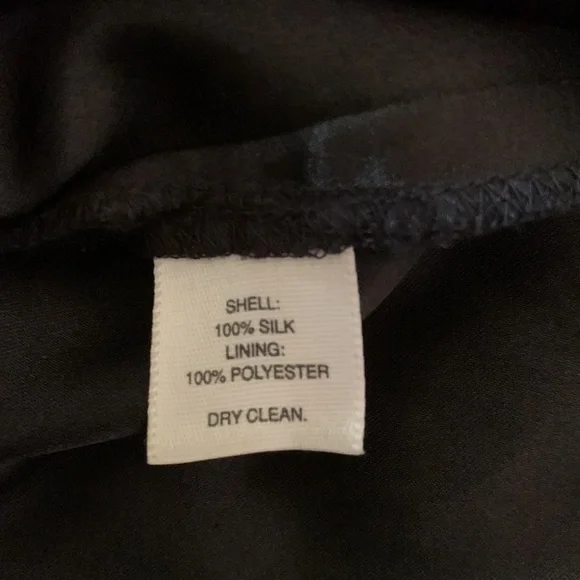 SHELL:
100% SILK
LINING:
100% POLYESTER
DRY CLEAN.